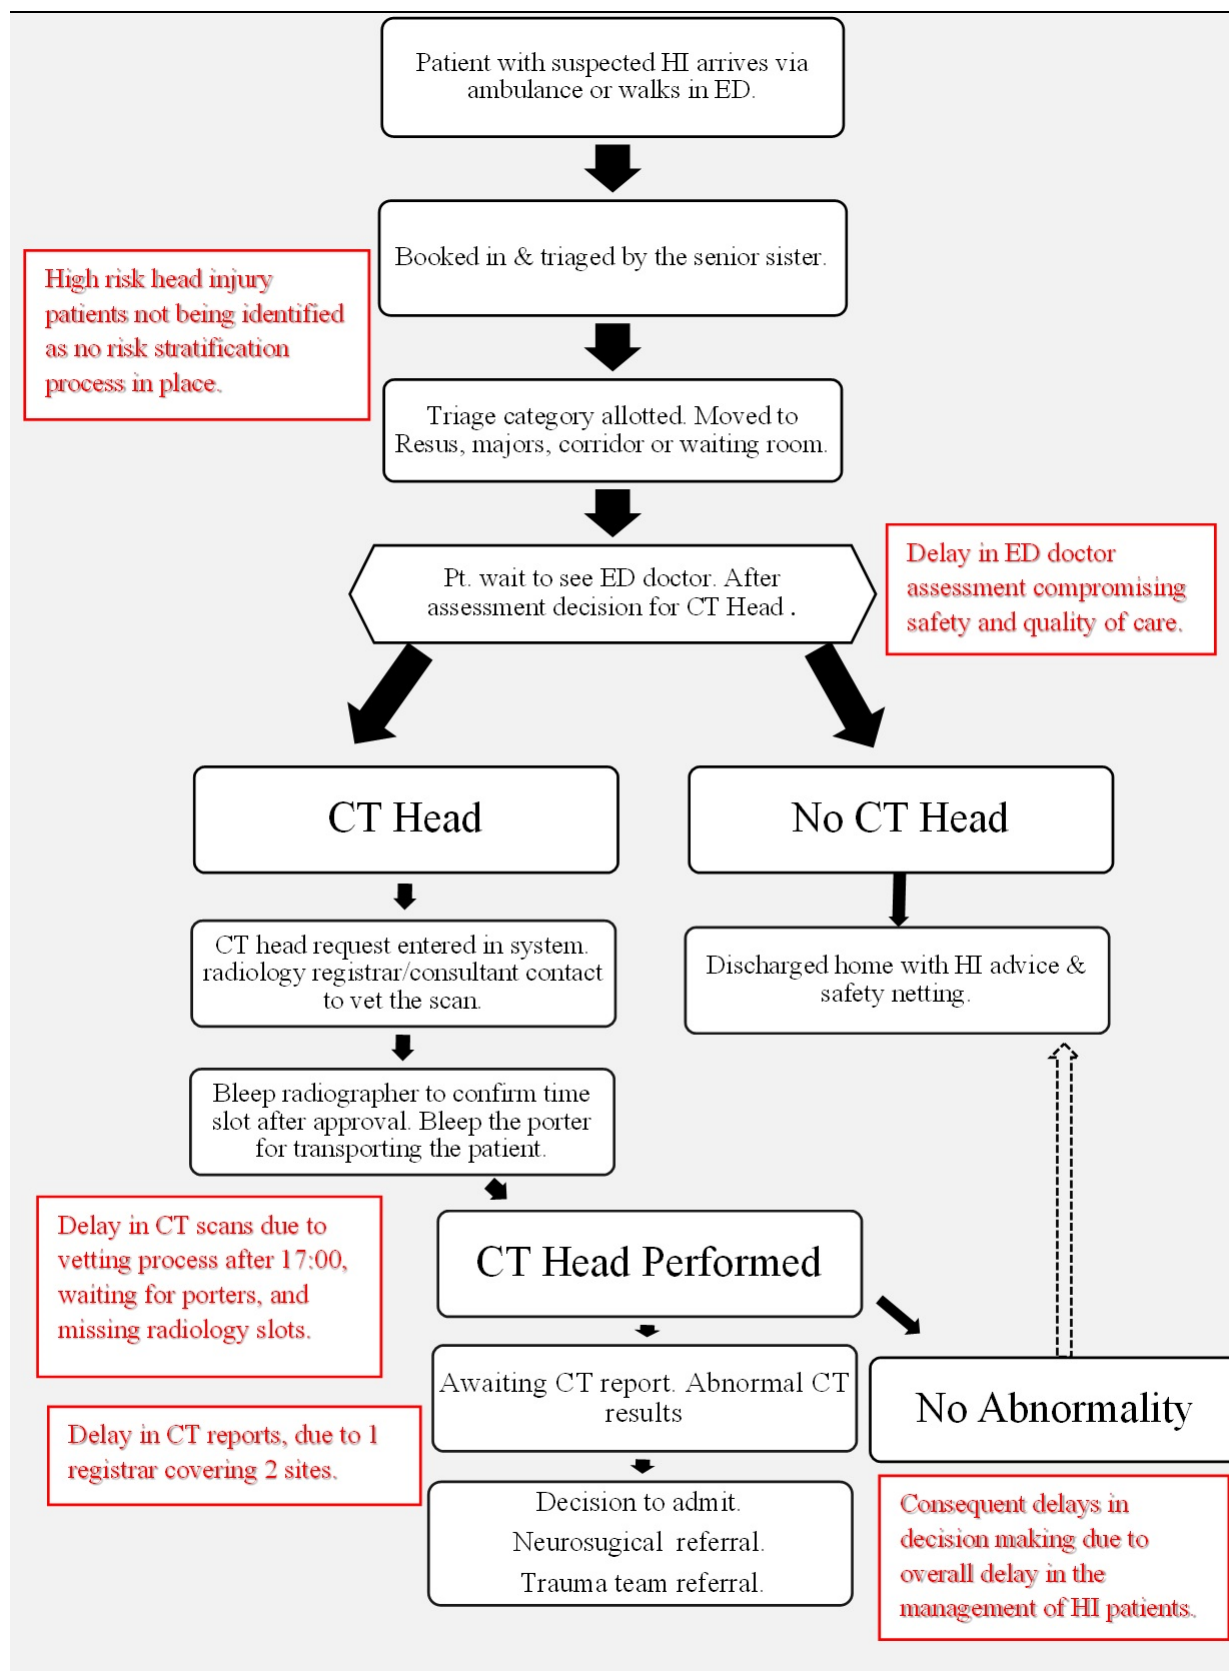 Patient with suspected HI arrives via
ambulance or walks in ED.
Booked in & triaged by the senior sister.
High risk head injury
patients not being identified
as no risk stratification
process in place.
Triage category allotted. Moved to
Resus, majors, corridor or waiting room.
Pt. wait to see ED doctor. After
assessment decision for CT Head .
Delay in ED doctor
assessment compromising
safety and quality of care.
CT Head
No CT Head
CT head request entered in system.
radiology registrar/consultant contact
to vet the scan.
Discharged home with HI advice &
safety netting.
Bleep radiographer to confirm time
slot after approval. Bleep the porter
for transporting the patient.
Delay in CT scans due to
vetting process after 17:00,
waiting for porters, and
missing radiology slots.
CT Head Performed
Awaiting CT report. Abnormal CT
results
No Abnormality
Delay in CT reports, due to 1
registrar covering 2 sites.
Decision to admit.
Neurosugical referral.
Trauma team referral.
Consequent delays in
decision making due to
overall delay in the
management of HI patients.